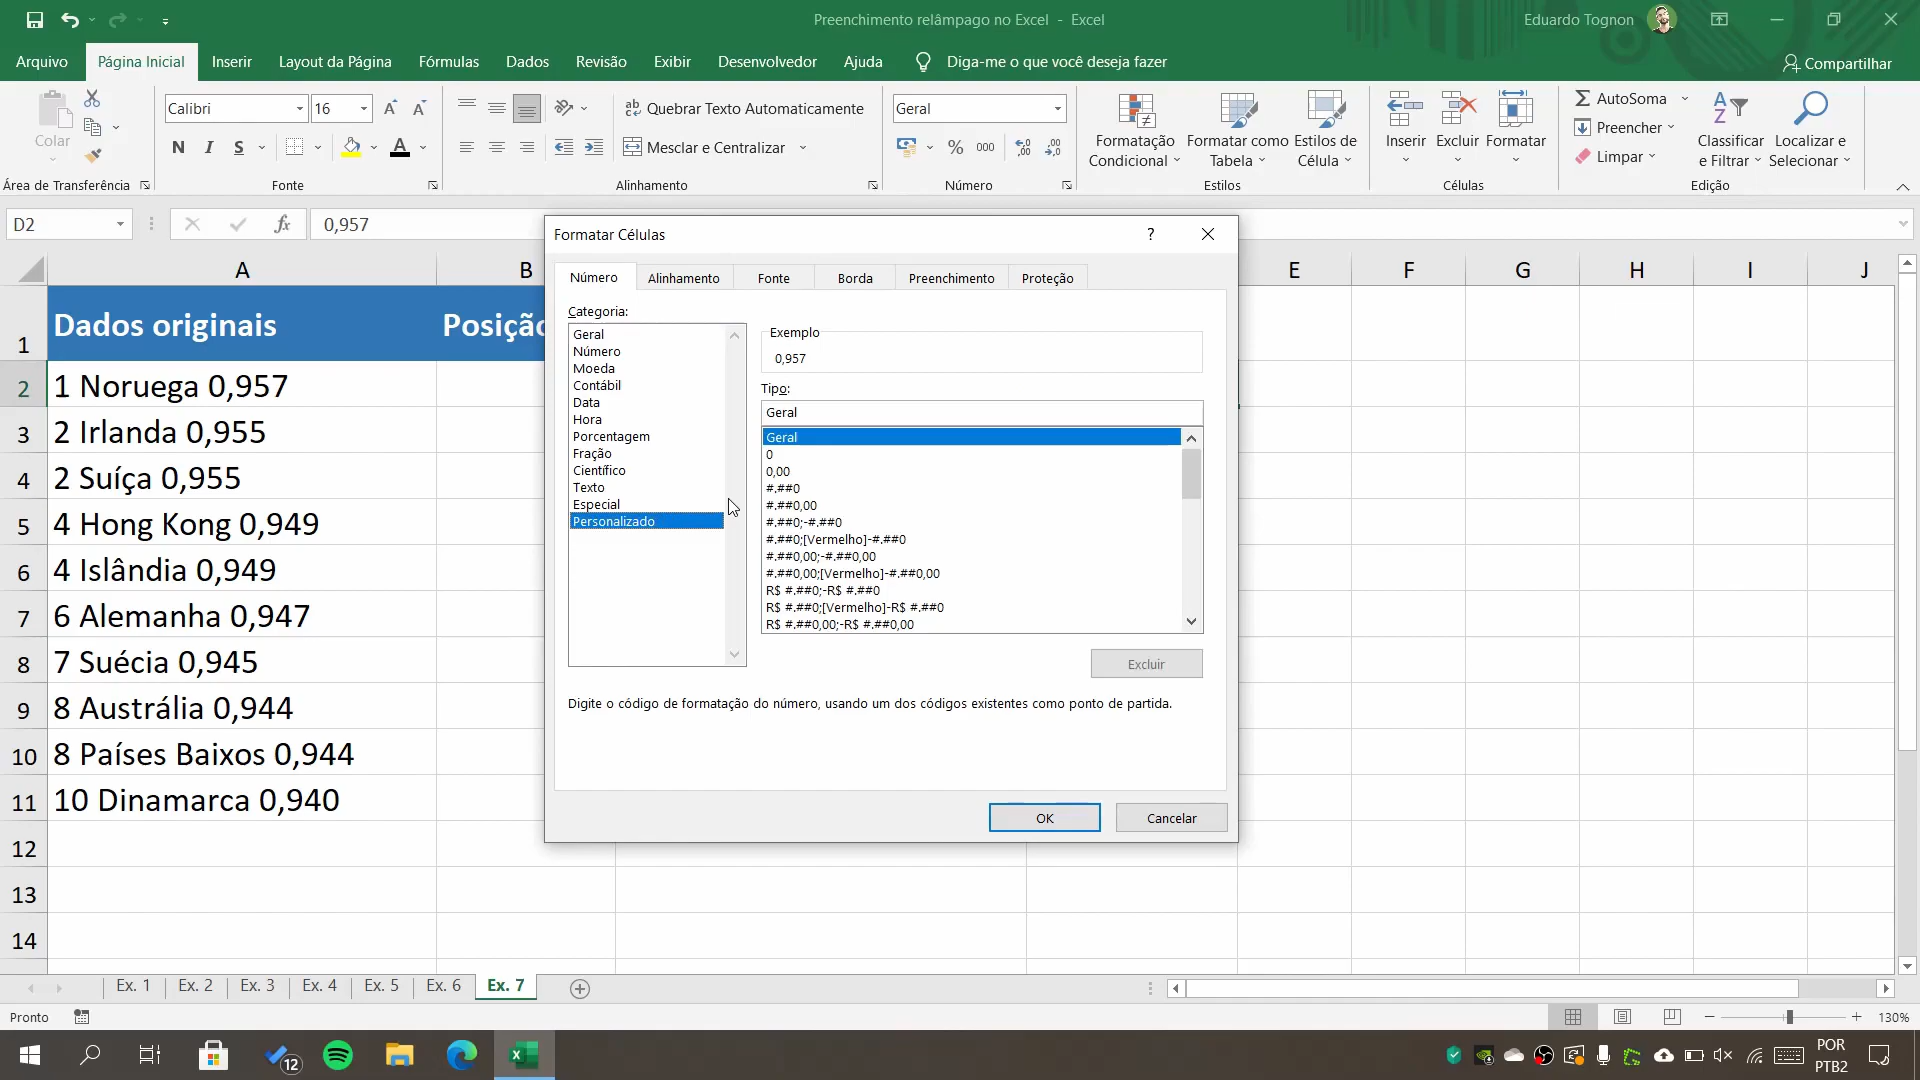 Preenchimento relâmpago no Excel - Excel
Eduardo Tognon
Arquivo
Página Inicial
Inserir
Layout da Página
Fórmulas
Dados
Revisão
Exibir
Desenvolvedor
Ajuda
Diga-me o que você deseja fazer
Compartilhar
Colar
Área de Transferência
Calibri
16
N
I
S
Fonte
Quebrar Texto Automaticamente
Mesclar e Centralizar
Alinhamento
Geral
%
000
Número
Formatação
Condicional
Formatar como
Tabela
Estilos de
Célula
Estilos
Inserir
Excluir
Formatar
Células
AutoSoma
Preencher
Limpar
Classificar
e Filtrar
Localizar e
Selecionar
Edição
D2
fx
0,957
A
B
E
F
G
H
I
J
1
Dados originais
Posição
2
1 Noruega 0,957
3
2 Irlanda 0,955
4
2 Suíça 0,955
5
4 Hong Kong 0,949
6
4 Islândia 0,949
7
6 Alemanha 0,947
8
7 Suécia 0,945
9
8 Austrália 0,944
10
8 Países Baixos 0,944
11
10 Dinamarca 0,940
12
13
14
Formatar Células
?
Número
Alinhamento
Fonte
Borda
Preenchimento
Proteção
Categoria:
Geral
Número
Moeda
Contábil
Data
Hora
Porcentagem
Fração
Científico
Texto
Especial
Personalizado
Exemplo
0,957
Tipo:
Geral
Geral
0
0,00
#.##0
#.##0,00
#.##0;-#.##0
#.##0;[Vermelho]-#.##0
#.##0,00;-#.##0,00
#.##0,00;[Vermelho]-#.##0,00
R$ #.##0;-R$ #.##0
R$ #.##0;[Vermelho]-R$ #.##0
R$ #.##0,00;-R$ #.##0,00
Excluir
Digite o código de formatação do número, usando um dos códigos existentes como ponto de partida.
OK
Cancelar
Ex. 1
Ex. 2
Ex. 3
Ex. 4
Ex. 5
Ex. 6
Ex. 7
Pronto
130%
12
POR
PTB2